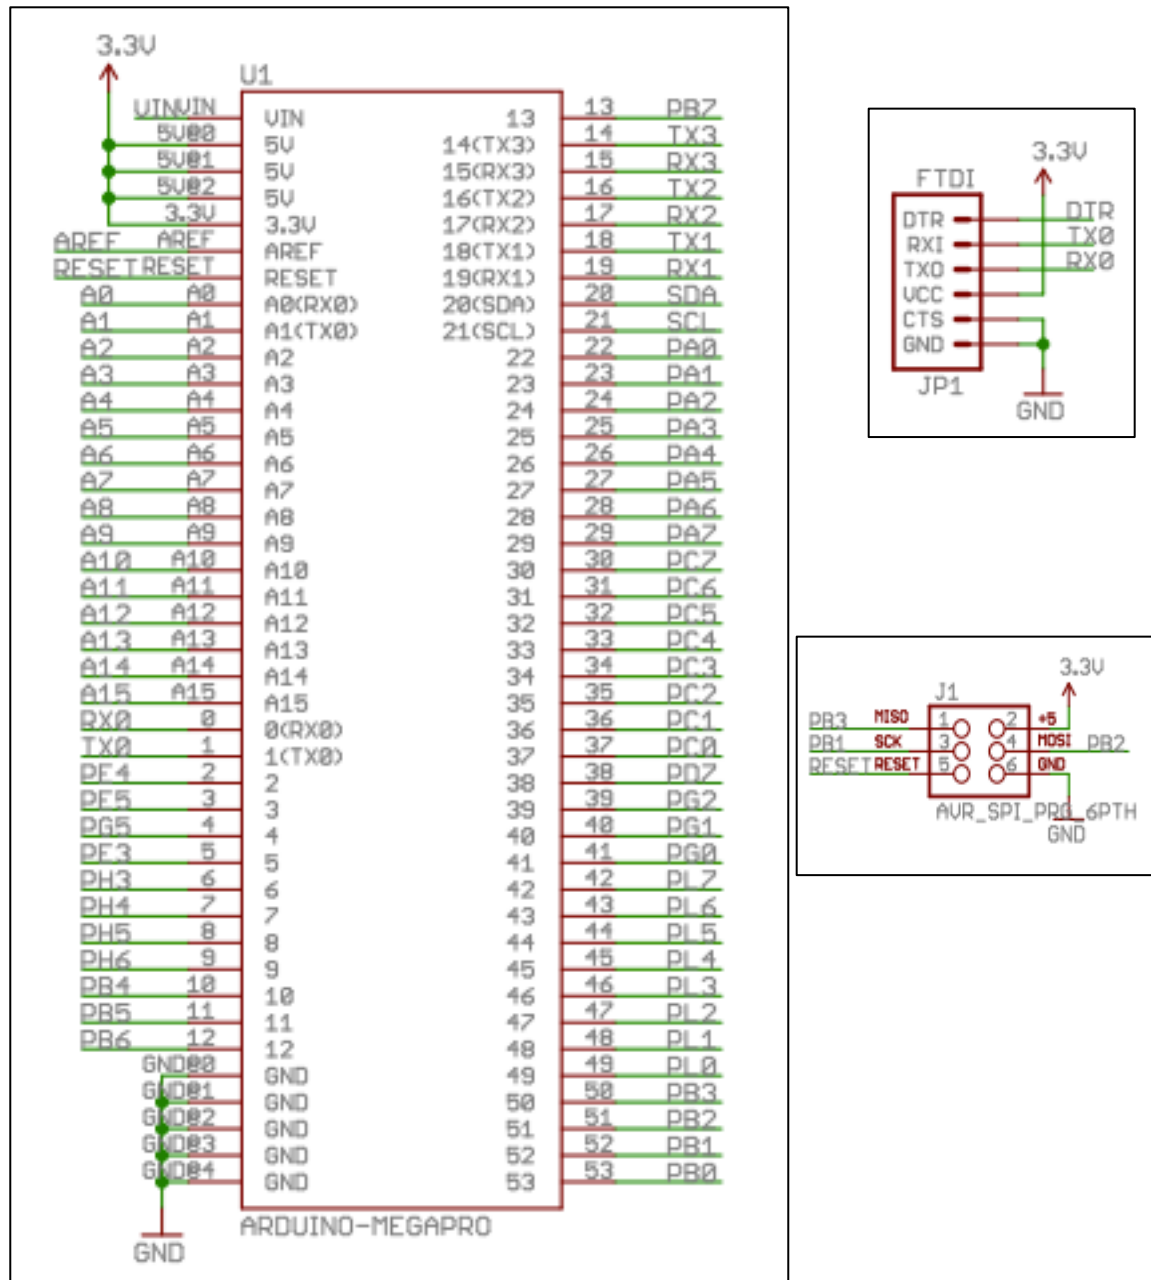 3.3V
U1
VIN VIN VIN 13 13 PB7
5V@0 5V 14(TX3) 14 TX3
5V@1 5V 15(RX3) 15 RX3
5V@2 5V 16(TX2) 16 TX2
3.3V 3.3V 17(RX2) 17 RX2
AREF AREF AREF 18(TX1) 18 TX1
RESET RESET RESET 19(RX1) 19 RX1
A0 A0 A0(RX0) 20(SDA) 20 SDA
A1 A1 A1(TX0) 21(SCL) 21 SCL
A2 A2 A2 22 22 PA0
A3 A3 A3 23 23 PA1
A4 A4 A4 24 24 PA2
A5 A5 A5 25 25 PA3
A6 A6 A6 26 26 PA4
A7 A7 A7 27 27 PA5
A8 A8 A8 28 28 PA6
A9 A9 A9 29 29 PA7
A10 A10 A10 30 30 PC7
A11 A11 A11 31 31 PC6
A12 A12 A12 32 32 PC5
A13 A13 A13 33 33 PC4
A14 A14 A14 34 34 PC3
A15 A15 A15 35 35 PC2
RX0 0 0(RX0) 36 36 PC1
TX0 1 1(TX0) 37 37 PC0
PE4 2 2 38 38 PD7
PE5 3 3 39 39 PG2
PG5 4 4 40 40 PG1
PE3 5 5 41 41 PG0
PH3 6 6 42 42 PL7
PH4 7 7 43 43 PL6
PH5 8 8 44 44 PL5
PH6 9 9 45 45 PL4
PB4 10 10 46 46 PL3
PB5 11 11 47 47 PL2
PB6 12 12 48 48 PL1
GND@0 GND 49 49 PL0
GND@1 GND 50 50 PB3
GND@2 GND 51 51 PB2
GND@3 GND 52 52 PB1
GND@4 GND 53 53 PB0
ARDUINO-MEGAPRO
GND
3.3V
FTDI
DTR DTR
RXI TX0
TXO RX0
VCC
CTS
GND
JP1
GND
3.3V
J1
PB3 MISO 1 2 +5
PB1 SCK 3 4 MOSI PB2
RESET RESET 5 6 GND
AVR_SPI_PRG_6PTH
GND